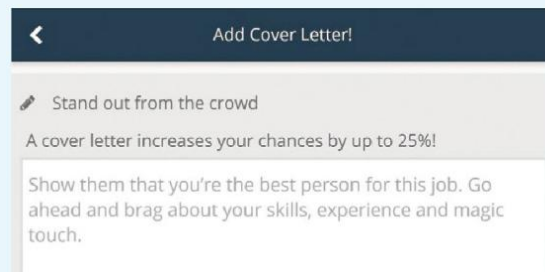 Add Cover Letter!
Stand out from the crowd
A cover letter increases your chances by up to 25%!
Show them that you're the best person for this job. Go
ahead and brag about your skills, experience and magic
touch.